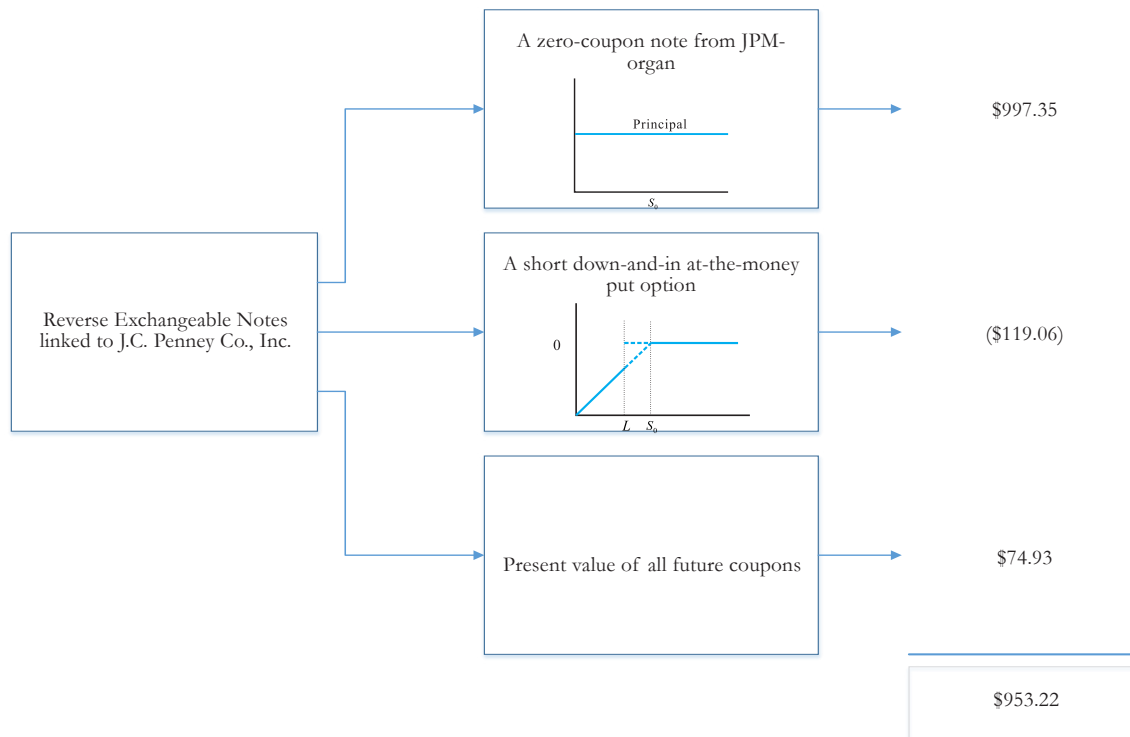 A zero-coupon note from JPM-
organ
Principal
S₀
$997.35
Reverse Exchangeable Notes
linked to J.C. Penney Co., Inc.
A short down-and-in at-the-money
put option
0
L S₀
($119.06)
Present value of all future coupons
$74.93
$953.22